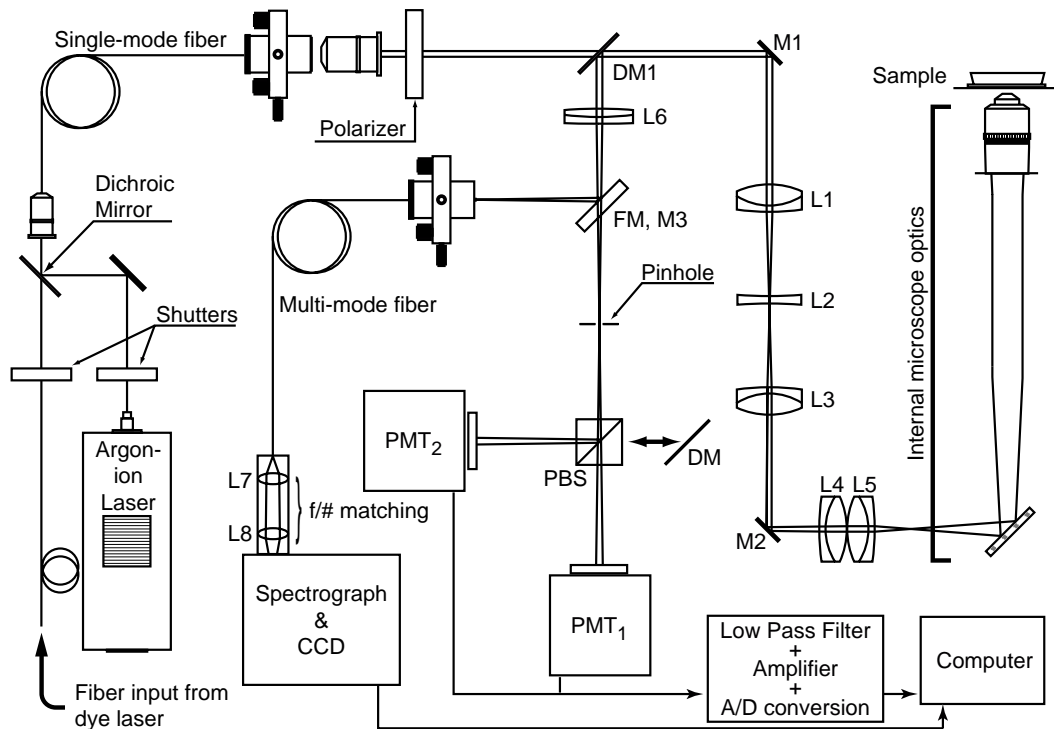 Single-mode fiber
Polarizer
DM1
M1
Sample
L6
Dichroic
Mirror
FM, M3
L1
Internal microscope optics
Pinhole
L2
Multi-mode fiber
Shutters
L3
PMT2
PBS
DM
Argon-
ion
Laser
L7
f/# matching
L8
L4 L5
M2
Spectrograph
&
CCD
PMT1
Low Pass Filter
+
Amplifier
+
A/D conversion
Computer
Fiber input from
dye laser